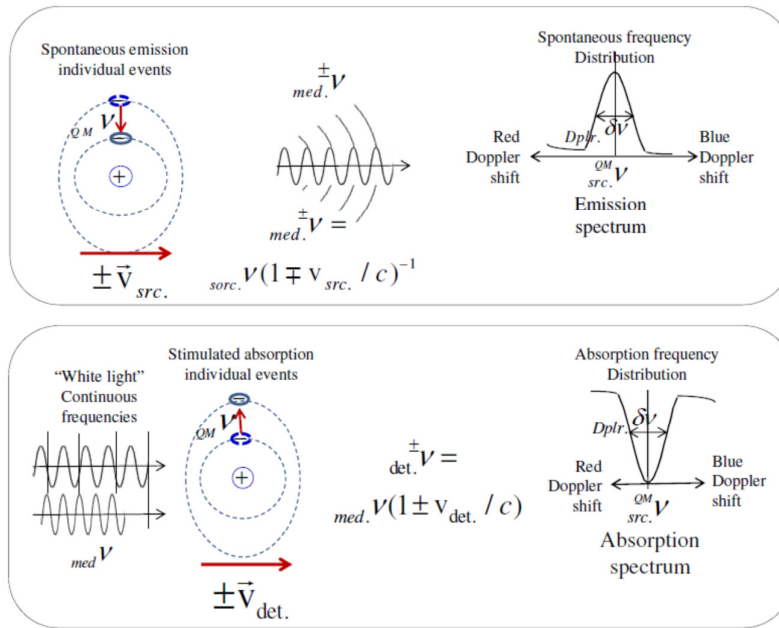 Spontaneous emission
individual events
QM ν
+
±v⃗ src.
med. ±ν
med. ±ν =
sorc. ν(1 ∓ v src. / c)⁻¹
Spontaneous frequency
Distribution
Dplr. δν
Red
Doppler
shift
Blue
Doppler
shift
QM src. ν
Emission
spectrum
"White light"
Continuous
frequencies
med ν
Stimulated absorption
individual events
QM ν
+
±v⃗ det.
det. ±ν =
med. ν(1 ± v det. / c)
Absorption frequency
Distribution
Dplr. δν
Red
Doppler
shift
Blue
Doppler
shift
QM src. ν
Absorption
spectrum